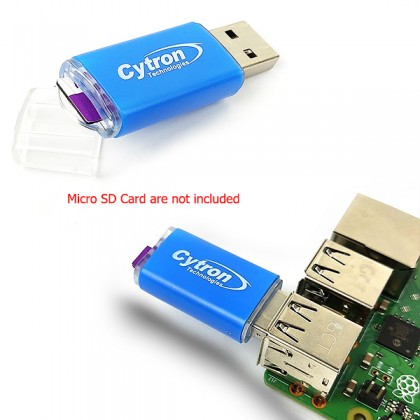 Cytron
Technologies
Micro SD Card are not included
Cytron
Technologies